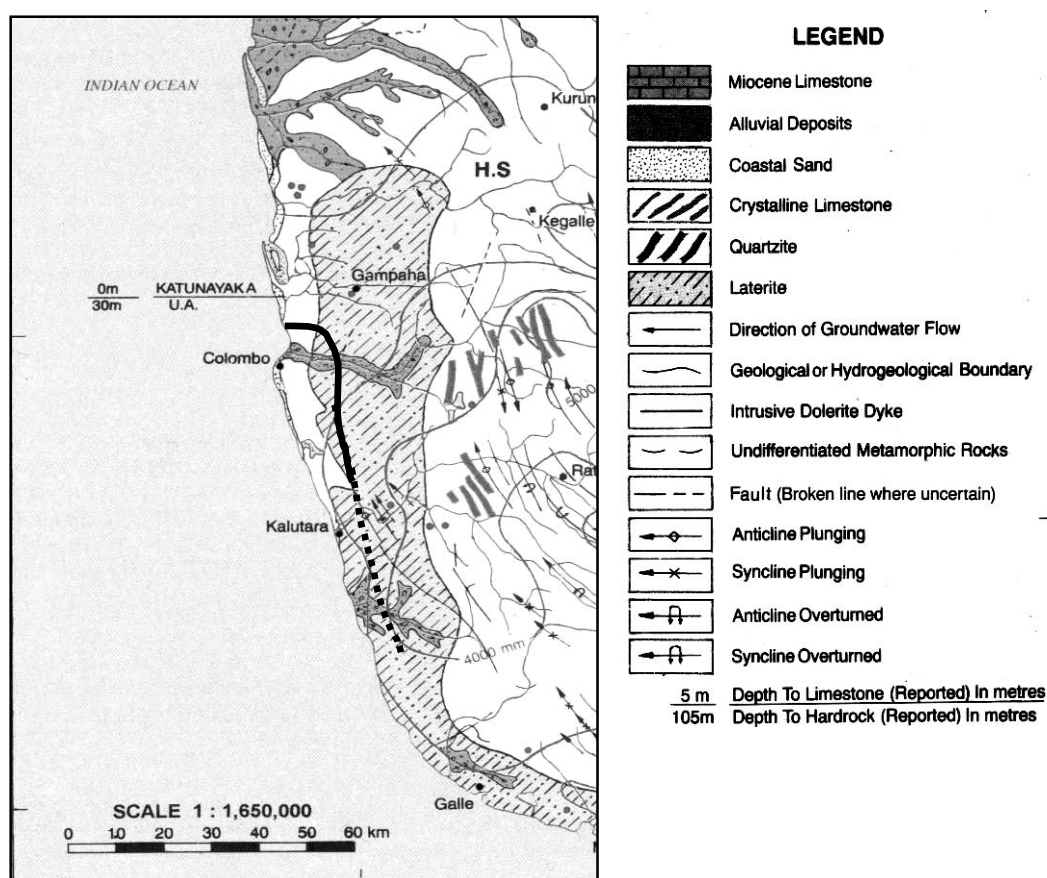 INDIAN OCEAN
Kurun
H.S
Kegalle
Gampaha
0m KATUNAYAKA
30m U.A.
Colombo
5000
Rat
Kalutara
4000 mm
Galle
SCALE 1 : 1,650,000
0 10 20 30 40 50 60 km
LEGEND
Miocene Limestone
Alluvial Deposits
Coastal Sand
Crystalline Limestone
Quartzite
Laterite
Direction of Groundwater Flow
Geological or Hydrogeological Boundary
Intrusive Dolerite Dyke
Undifferentiated Metamorphic Rocks
Fault (Broken line where uncertain)
Anticline Plunging
Syncline Plunging
Anticline Overturned
Syncline Overturned
5 m Depth To Limestone (Reported) In metres
105m Depth To Hardrock (Reported) In metres